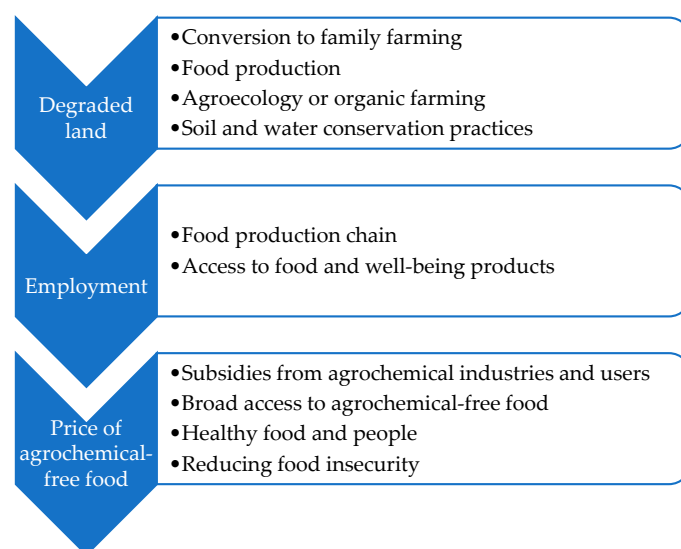 Degraded
land
•Conversion to family farming
•Food production
•Agroecology or organic farming
•Soil and water conservation practices
Employment
•Food production chain
•Access to food and well-being products
Price of
agrochemical-
free food
•Subsidies from agrochemical industries and users
•Broad access to agrochemical-free food
•Healthy food and people
•Reducing food insecurity